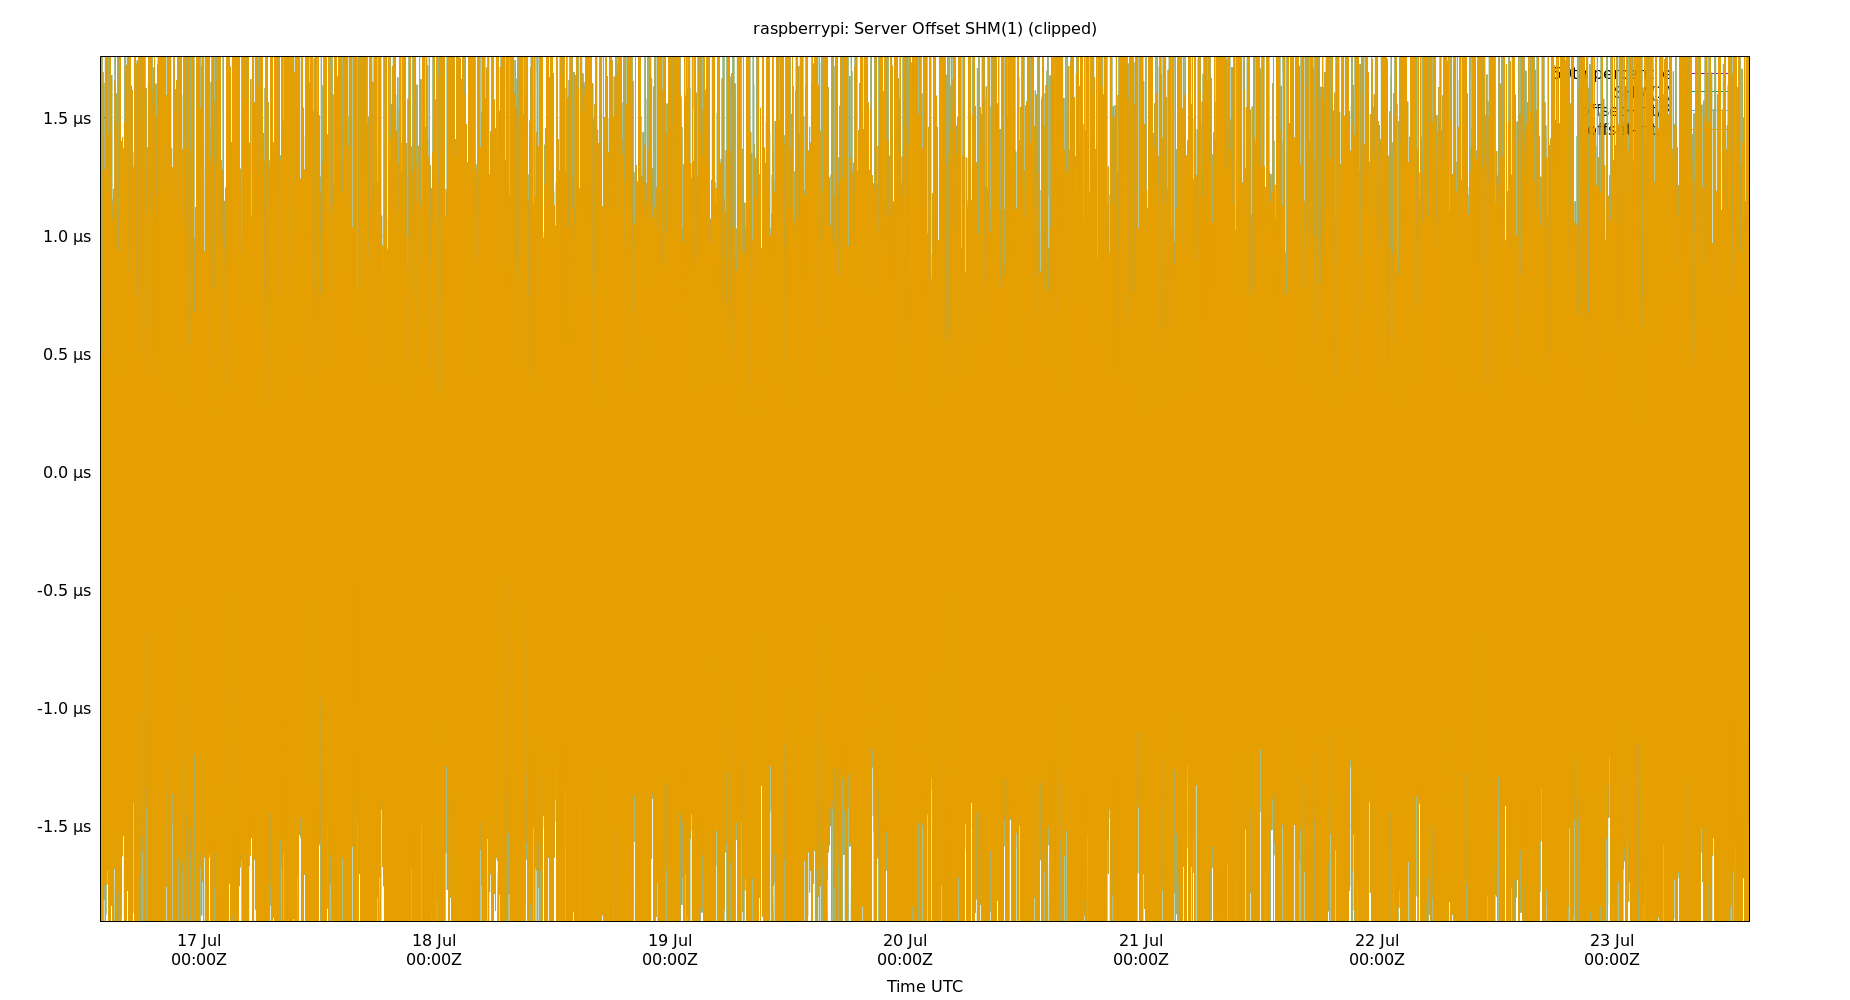 raspberrypi: Server Offset SHM(1) (clipped)
1.5 µs
1.0 µs
0.5 µs
0.0 µs
-0.5 µs
-1.0 µs
-1.5 µs
17 Jul 18 Jul 19 Jul 20 Jul 21 Jul 22 Jul 23 Jul
00:00Z 00:00Z 00:00Z 00:00Z 00:00Z 00:00Z 00:00Z
Time UTC